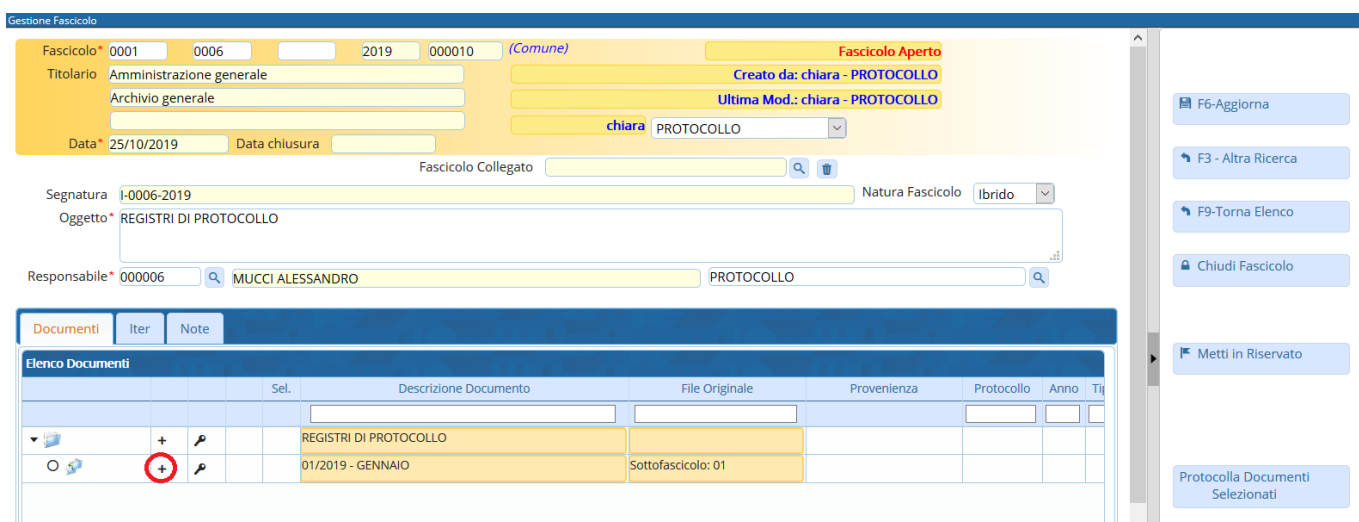 Gestione Fascicolo
Fascicolo* 0001 0006 2019 000010 (Comune) Fascicolo Aperto
Titolario Amministrazione generale Creato da: chiara - PROTOCOLLO
Archivio generale Ultima Mod.: chiara - PROTOCOLLO
F6-Aggiorna
chiara PROTOCOLLO
Data* 25/10/2019 Data chiusura
Fascicolo Collegato
F3 - Altra Ricerca
Segnatura I-0006-2019 Natura Fascicolo Ibrido
Oggetto* REGISTRI DI PROTOCOLLO
F9-Torna Elenco
Responsabile* 000006 MUCCI ALESSANDRO PROTOCOLLO
Chiudi Fascicolo
Documenti Iter Note
Metti in Riservato
Elenco Documenti
Sel. Descrizione Documento File Originale Provenienza Protocollo Anno Tip
REGISTRI DI PROTOCOLLO
01/2019 - GENNAIO Sottofascicolo: 01
Protocolla Documenti
Selezionati